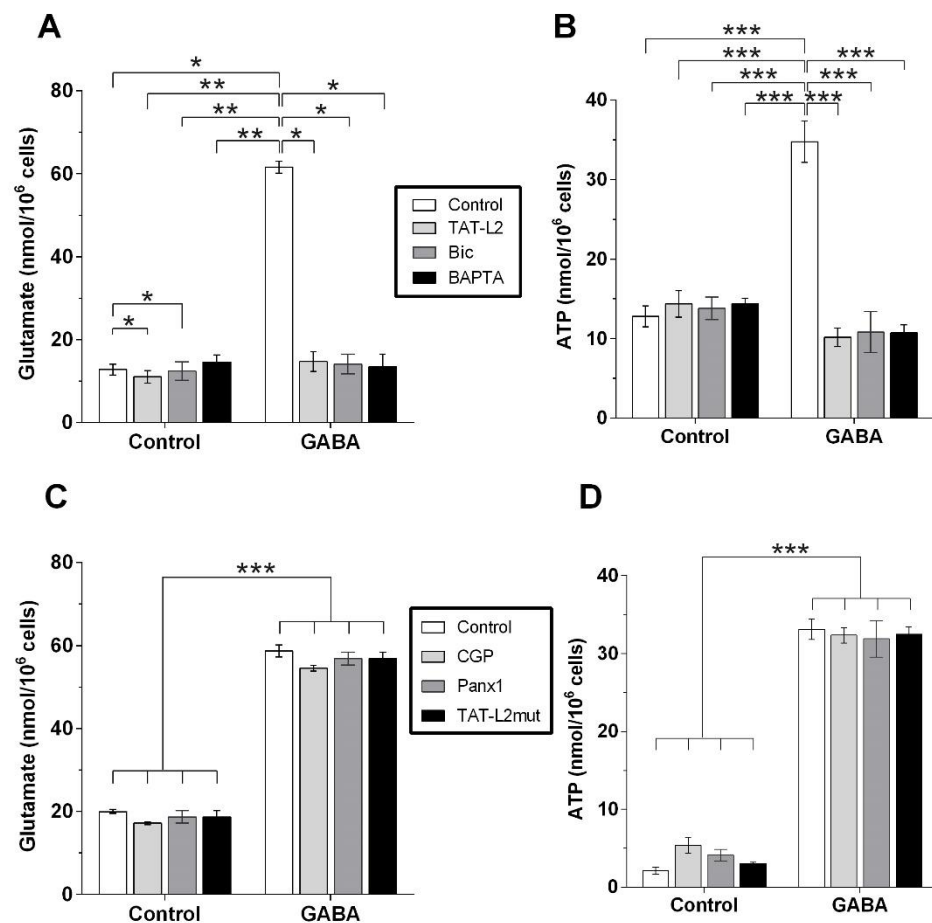 A
Glutamate (nmol/10⁶ cells)
80
60
40
20
0
*
**
**
**
*
*
*
*
*
Control
GABA
Control
TAT-L2
Bic
BAPTA
B
ATP (nmol/10⁶ cells)
40
30
20
10
0
***
***
***
***
***
***
***
Control
GABA
C
Glutamate (nmol/10⁶ cells)
80
60
40
20
0
***
Control
GABA
Control
CGP
Panx1
TAT-L2mut
D
ATP (nmol/10⁶ cells)
40
30
20
10
0
***
Control
GABA